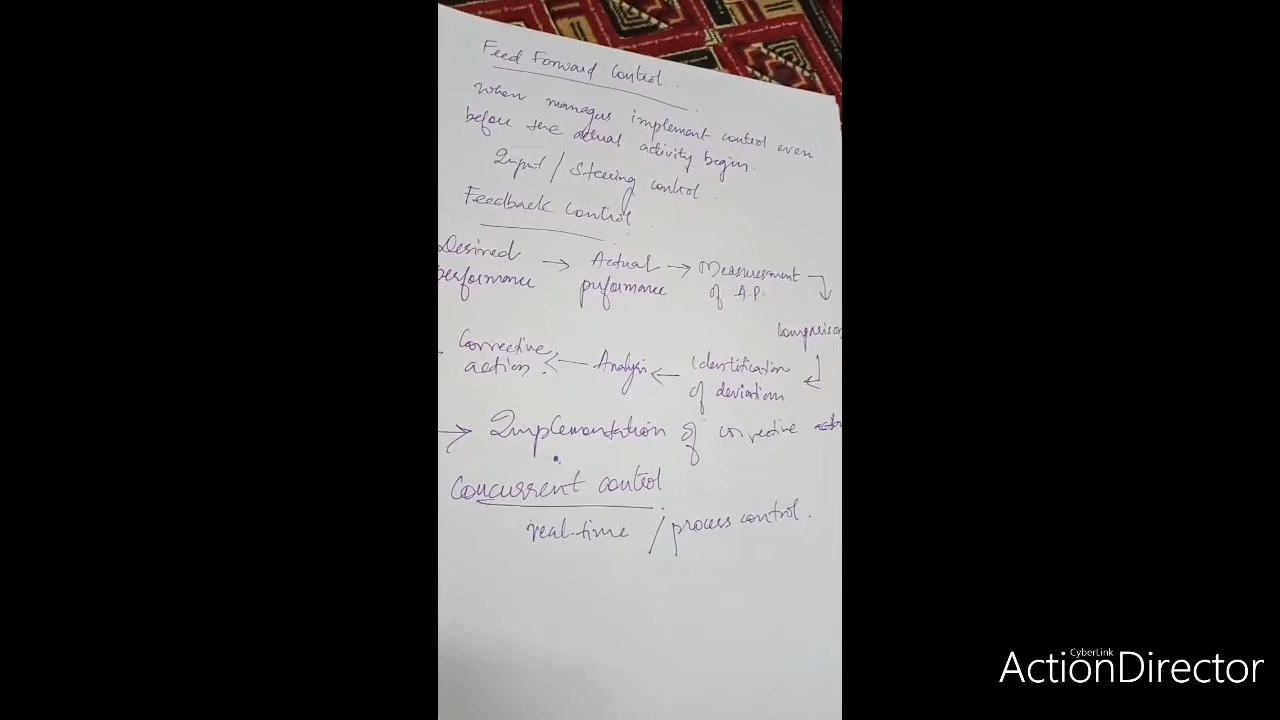 Feed Forward Control.
When managers implement control even
before the actual activity begin.
Input / Steering control.
Feedback Control
Desired performance → Actual performance → Measurement of A.P.
Comparison
Corrective action. ← Analysis ← Identification of deviation
→ Implementation of corrective action
Concurrent control
real-time / process control.
CyberLink
ActionDirector